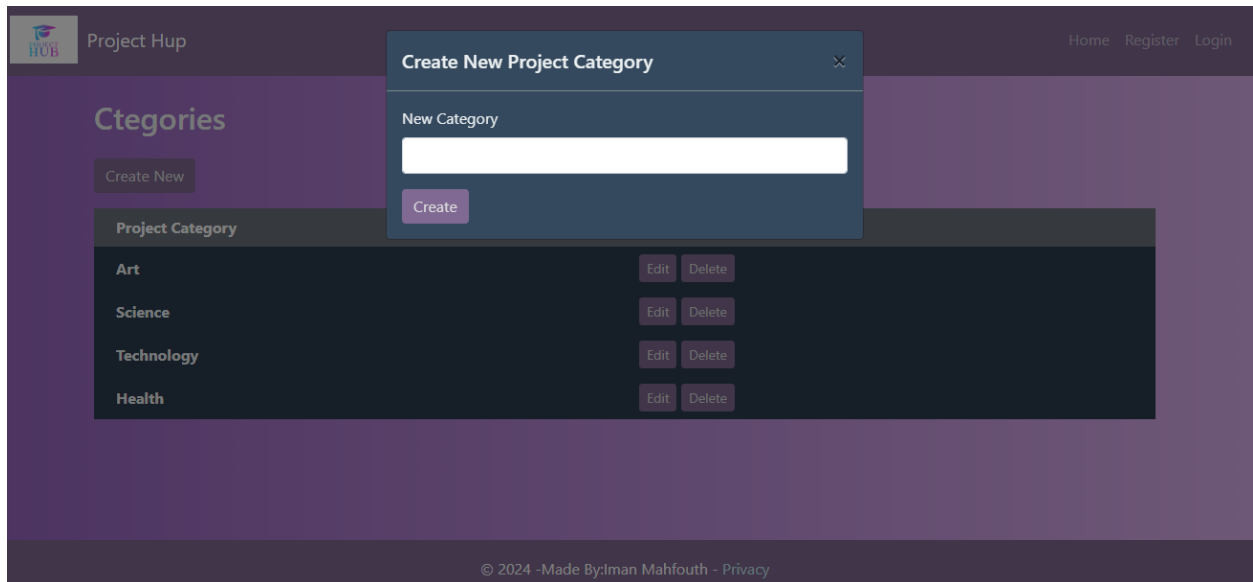 PROJECT
HUB
Project Hup
Home Register Login
Create New Project Category ×
New Category
Create
Ctegories
Create New
Project Category
Art Edit Delete
Science Edit Delete
Technology Edit Delete
Health Edit Delete
© 2024 -Made By:Iman Mahfouth - Privacy